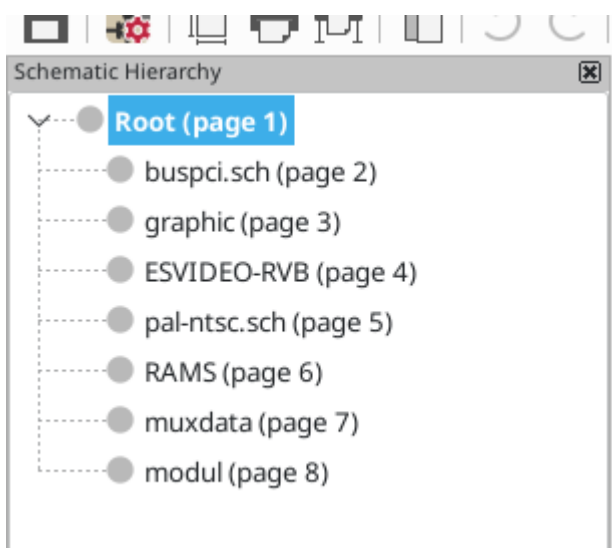 Schematic Hierarchy
Root (page 1)
buspci.sch (page 2)
graphic (page 3)
ESVIDEO-RVB (page 4)
pal-ntsc.sch (page 5)
RAMS (page 6)
muxdata (page 7)
modul (page 8)